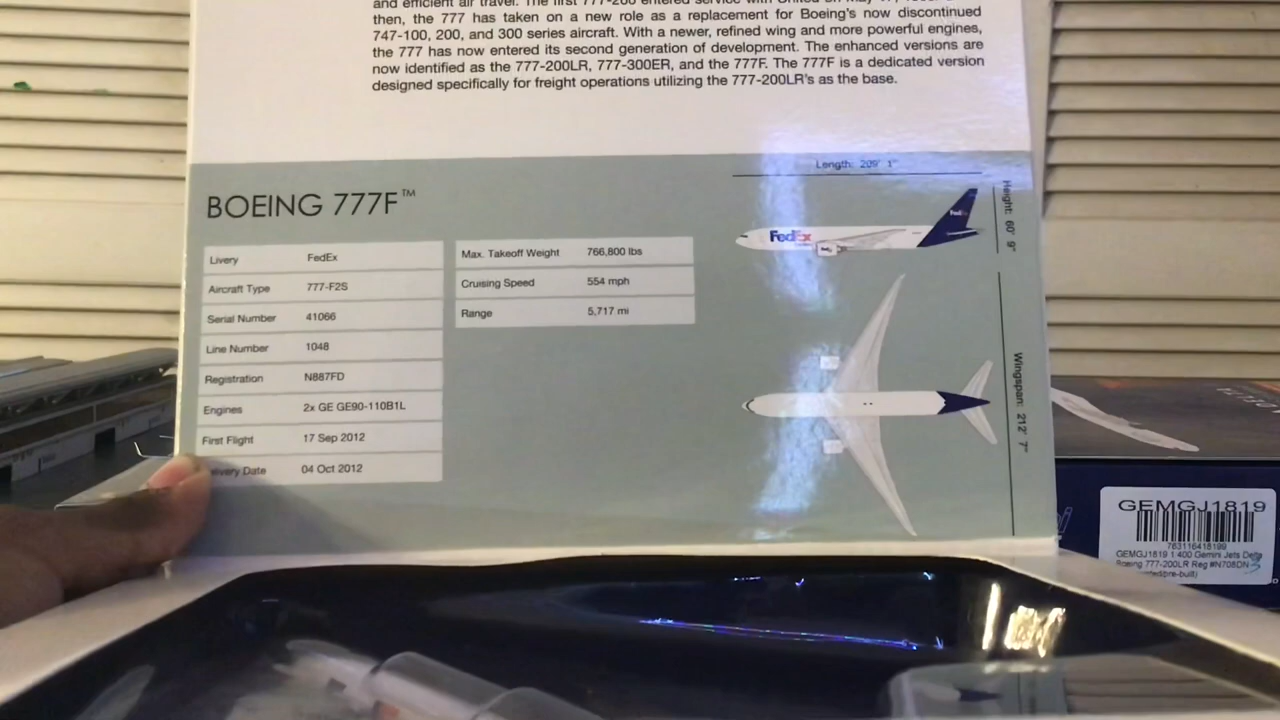 and efficient air travel. The first 777-200 entered service with United on May
then, the 777 has taken on a new role as a replacement for Boeing's now discontinued
747-100, 200, and 300 series aircraft. With a newer, refined wing and more powerful engines,
the 777 has now entered its second generation of development. The enhanced versions are
now identified as the 777-200LR, 777-300ER, and the 777F. The 777F is a dedicated version
designed specifically for freight operations utilizing the 777-200LR's as the base.
BOEING 777F™
Livery FedEx
Aircraft Type 777-F2S
Serial Number 41066
Line Number 1048
Registration N887FD
Engines 2x GE GE90-110B1L
First Flight 17 Sep 2012
Date 04 Oct 2012
Max. Takeoff Weight 766,800 lbs
Cruising Speed 554 mph
Range 5,717 mi
Length: 209' 1"
Height: 60' 9"
FedEx
FedEx
Wingspan: 212' 7"
DELTA
GEMGJ1819
763116418199
GEMGJ1819 1:400 Gemini Jets Delta
Boeing 777-200LR Reg #N708DN